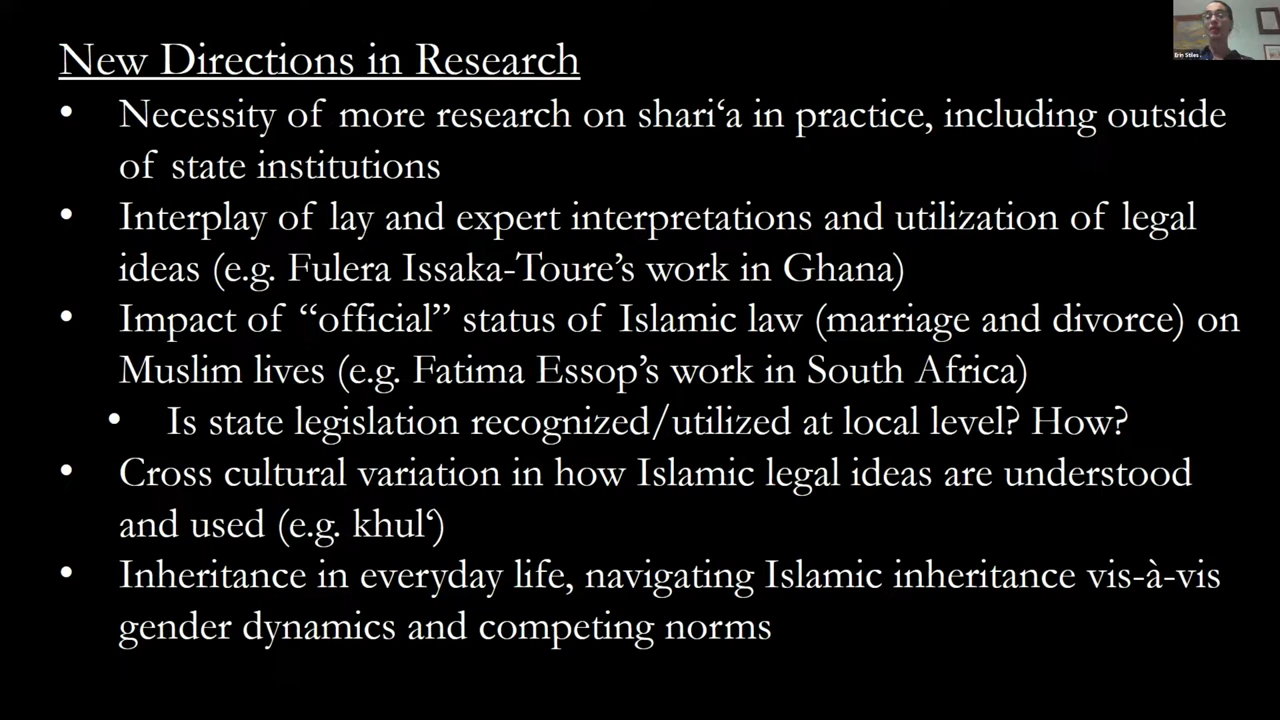 New Directions in Research
• Necessity of more research on shari‘a in practice, including outside
of state institutions
• Interplay of lay and expert interpretations and utilization of legal
ideas (e.g. Fulera Issaka-Toure’s work in Ghana)
• Impact of “official” status of Islamic law (marriage and divorce) on
Muslim lives (e.g. Fatima Essop’s work in South Africa)
• Is state legislation recognized/utilized at local level? How?
• Cross cultural variation in how Islamic legal ideas are understood
and used (e.g. khul‘)
• Inheritance in everyday life, navigating Islamic inheritance vis-à-vis
gender dynamics and competing norms
Erin Stiles